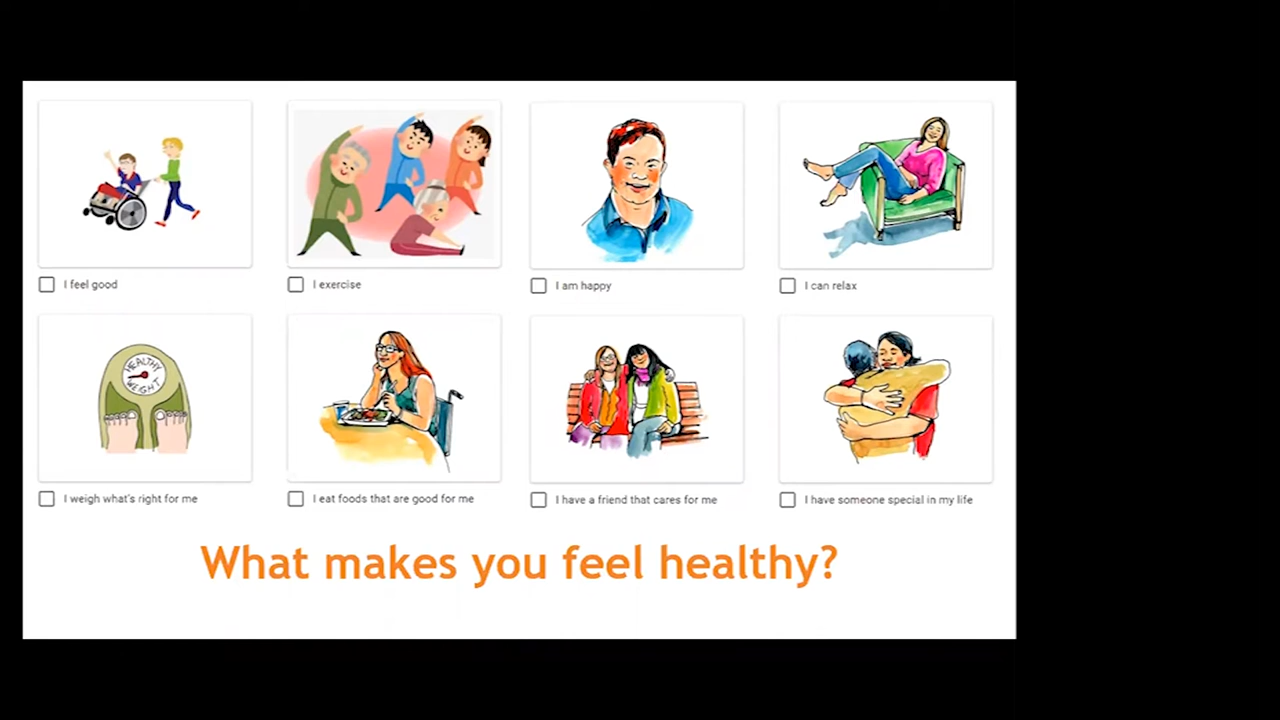 I feel good
I exercise
I am happy
I can relax
HEALTHY
WEIGHT
I weigh what's right for me
I eat foods that are good for me
I have a friend that cares for me
I have someone special in my life
What makes you feel healthy?